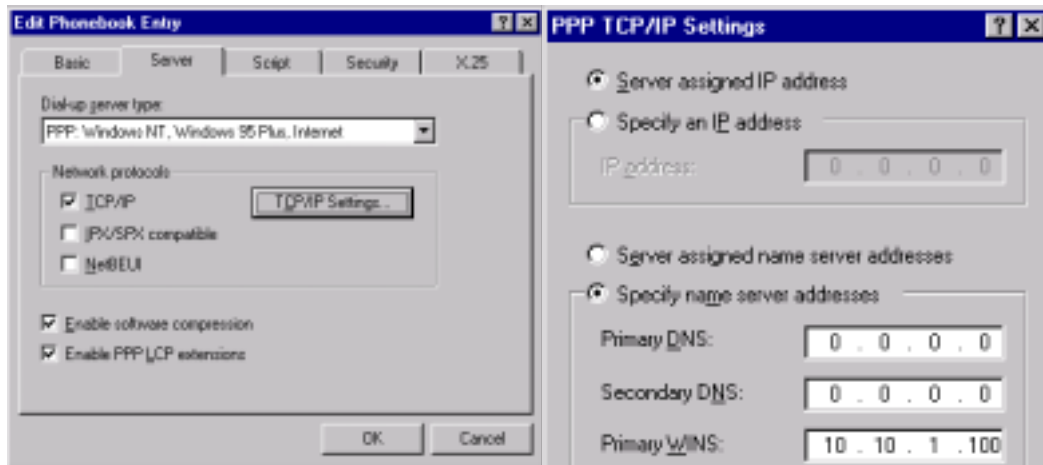 Edit Phonebook Entry
Basic Server Script Security X.25
Dial-up server type:
PPP: Windows NT, Windows 95 Plus, Internet
Network protocols
TCP/IP TCP/IP Settings...
IPX/SPX compatible
NetBEUI
Enable software compression
Enable PPP LCP extensions
OK Cancel
PPP TCP/IP Settings
Server assigned IP address
Specify an IP address
IP address: 0 . 0 . 0 . 0
Server assigned name server addresses
Specify name server addresses
Primary DNS: 0 . 0 . 0 . 0
Secondary DNS: 0 . 0 . 0 . 0
Primary WINS: 10 . 10 . 1 .100